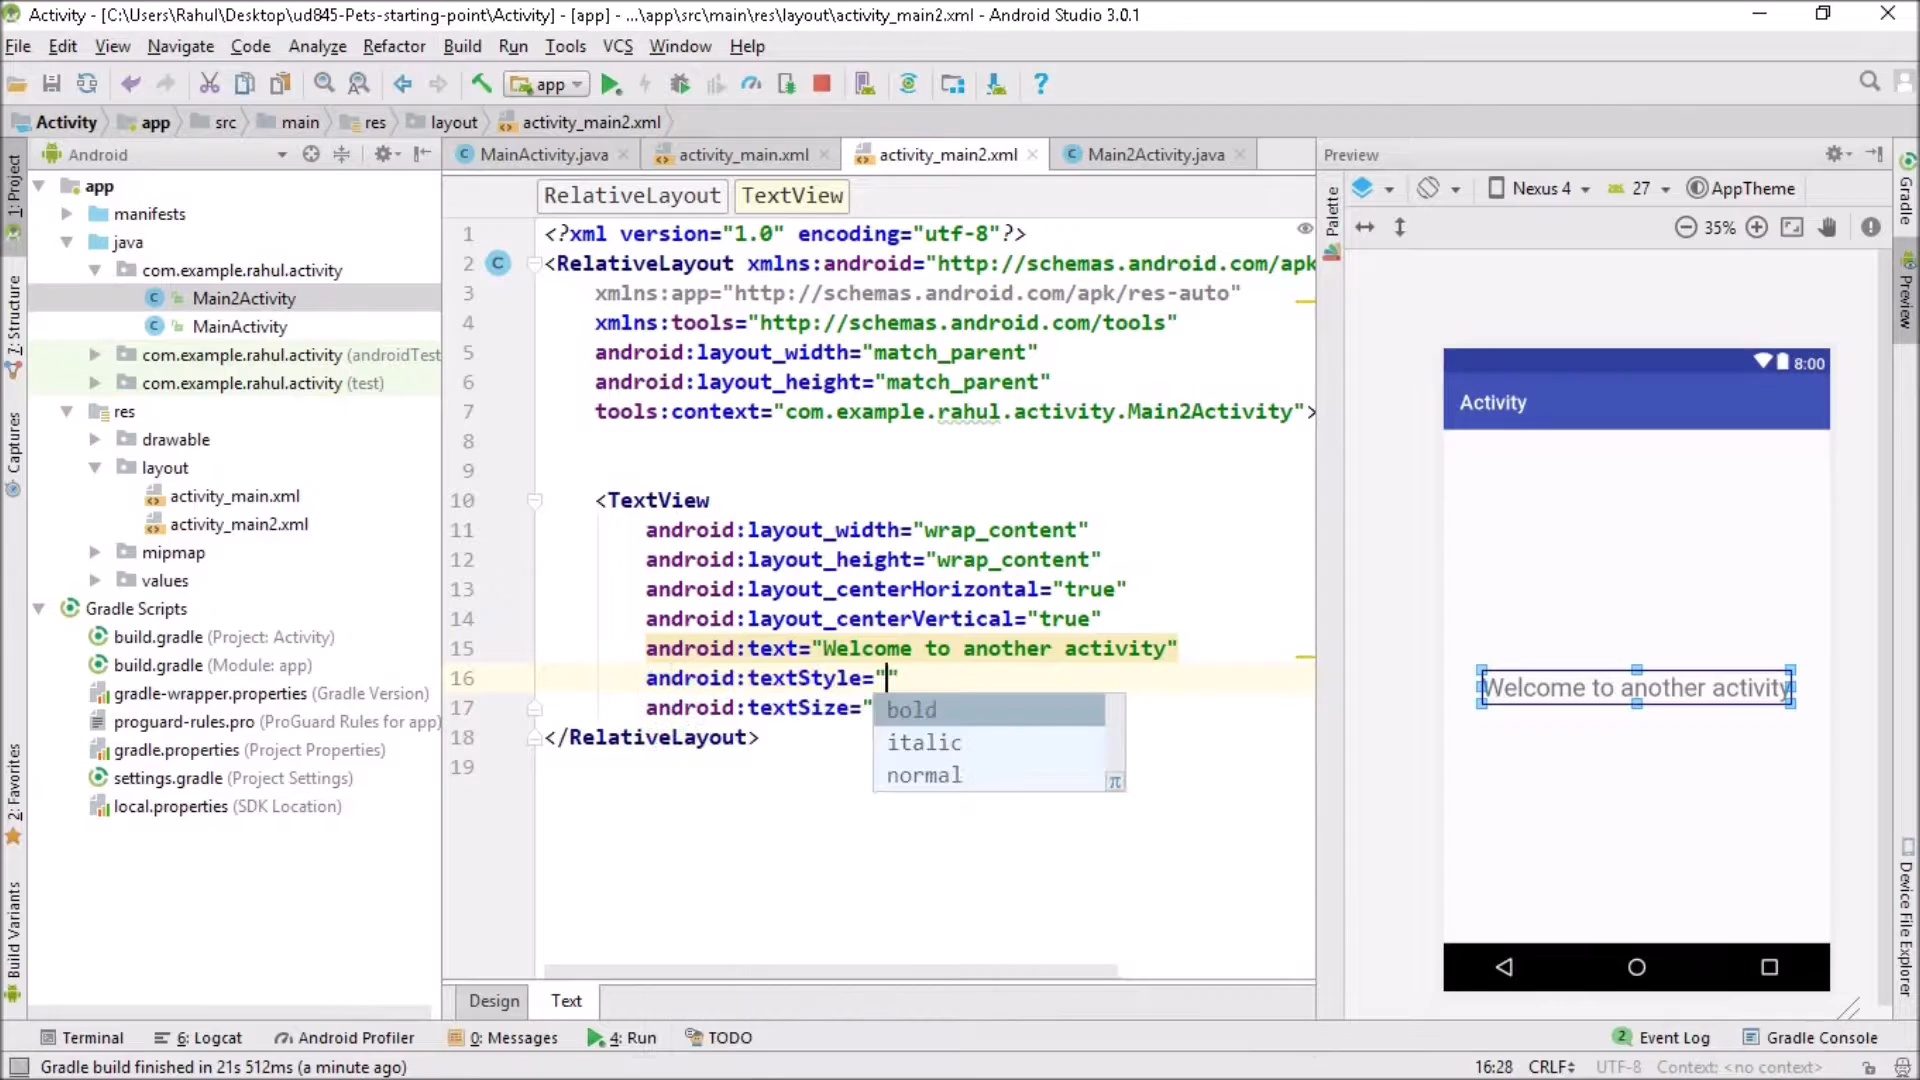 Activity - [C:\Users\Rahul\Desktop\ud845-Pets-starting-point\Activity] - [app] - ...\app\src\main\res\layout\activity_main2.xml - Android Studio 3.0.1
File Edit View Navigate Code Analyze Refactor Build Run Tools VCS Window Help
app
Activity app src main res layout activity_main2.xml
Android
MainActivity.java activity_main.xml activity_main2.xml Main2Activity.java
Preview
1: Project
7: Structure
Captures
2: Favorites
Build Variants
app
manifests
java
com.example.rahul.activity
Main2Activity
MainActivity
com.example.rahul.activity (androidTest
com.example.rahul.activity (test)
res
drawable
layout
activity_main.xml
activity_main2.xml
mipmap
values
Gradle Scripts
build.gradle (Project: Activity)
build.gradle (Module: app)
gradle-wrapper.properties (Gradle Version)
proguard-rules.pro (ProGuard Rules for app)
gradle.properties (Project Properties)
settings.gradle (Project Settings)
local.properties (SDK Location)
RelativeLayout TextView
1 <?xml version="1.0" encoding="utf-8"?>
2 <RelativeLayout xmlns:android="http://schemas.android.com/apk
3 xmlns:app="http://schemas.android.com/apk/res-auto"
4 xmlns:tools="http://schemas.android.com/tools"
5 android:layout_width="match_parent"
6 android:layout_height="match_parent"
7 tools:context="com.example.rahul.activity.Main2Activity">
8
9
10 <TextView
11 android:layout_width="wrap_content"
12 android:layout_height="wrap_content"
13 android:layout_centerHorizontal="true"
14 android:layout_centerVertical="true"
15 android:text="Welcome to another activity"
16 android:textStyle=""
17 android:textSize="
18 </RelativeLayout>
19
bold
italic
normal
π
Design Text
Palette
Nexus 4 27 AppTheme
35%
8:00
Activity
Welcome to another activity
Gradle
Preview
Device File Explorer
Terminal 6: Logcat Android Profiler 0: Messages 4: Run TODO 2 Event Log Gradle Console
Gradle build finished in 21s 512ms (a minute ago) 16:28 CRLF UTF-8 Context: <no context>